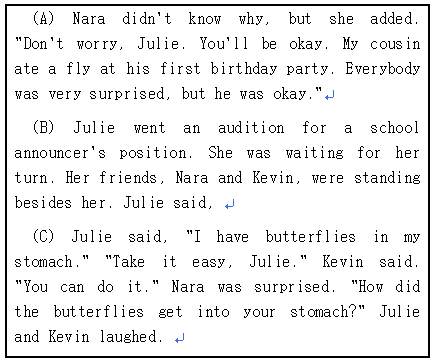 (A) Nara didn't know why, but she added.
"Don't worry, Julie. You'll be okay. My cousin
ate a fly at his first birthday party. Everybody
was very surprised, but he was okay."
(B) Julie went an audition for a school
announcer's position. She was waiting for her
turn. Her friends, Nara and Kevin, were standing
besides her. Julie said,
(C) Julie said, "I have butterflies in my
stomach." "Take it easy, Julie." Kevin said.
"You can do it." Nara was surprised. "How did
the butterflies get into your stomach?" Julie
and Kevin laughed.